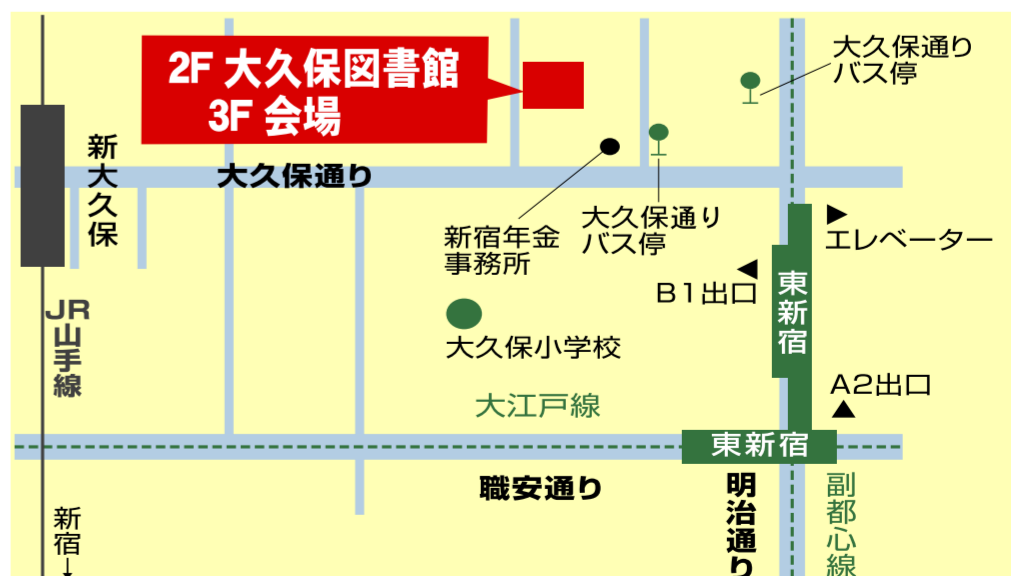 2F 大久保図書館
3F 会場
大久保通り
バス停
新大久保
大久保通り
新宿年金
事務所
大久保通り
バス停
エレベーター
B1出口
東新宿
JR山手線
大久保小学校
A2出口
大江戸線
東新宿
職安通り
明治通り
副都心線
新宿↓